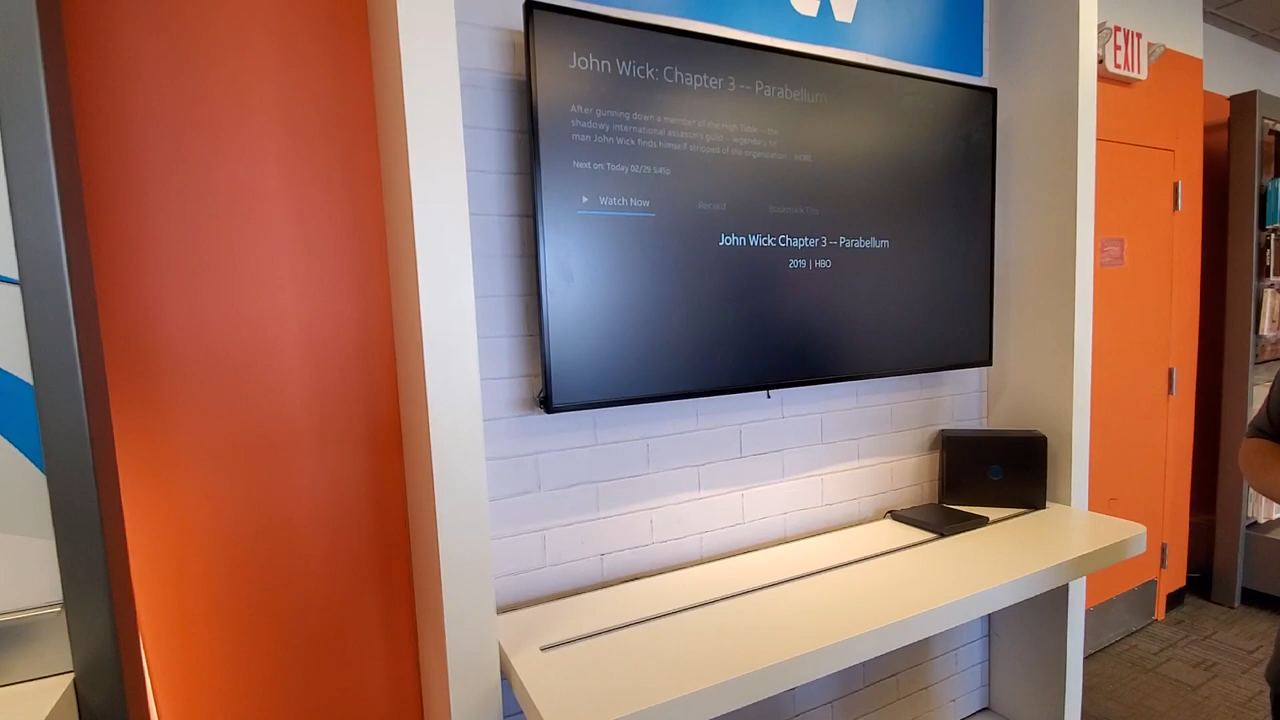 tv
EXIT
John Wick: Chapter 3 -- Parabellum
After gunning down a member of the High Table -- the
shadowy international assassin's guild -- legendary hit
man John Wick finds himself stripped of the organization... MORE
Next on: Today 02/29 5:45p
Watch Now
Record
Bookmark This
John Wick: Chapter 3 -- Parabellum
2019 | HBO